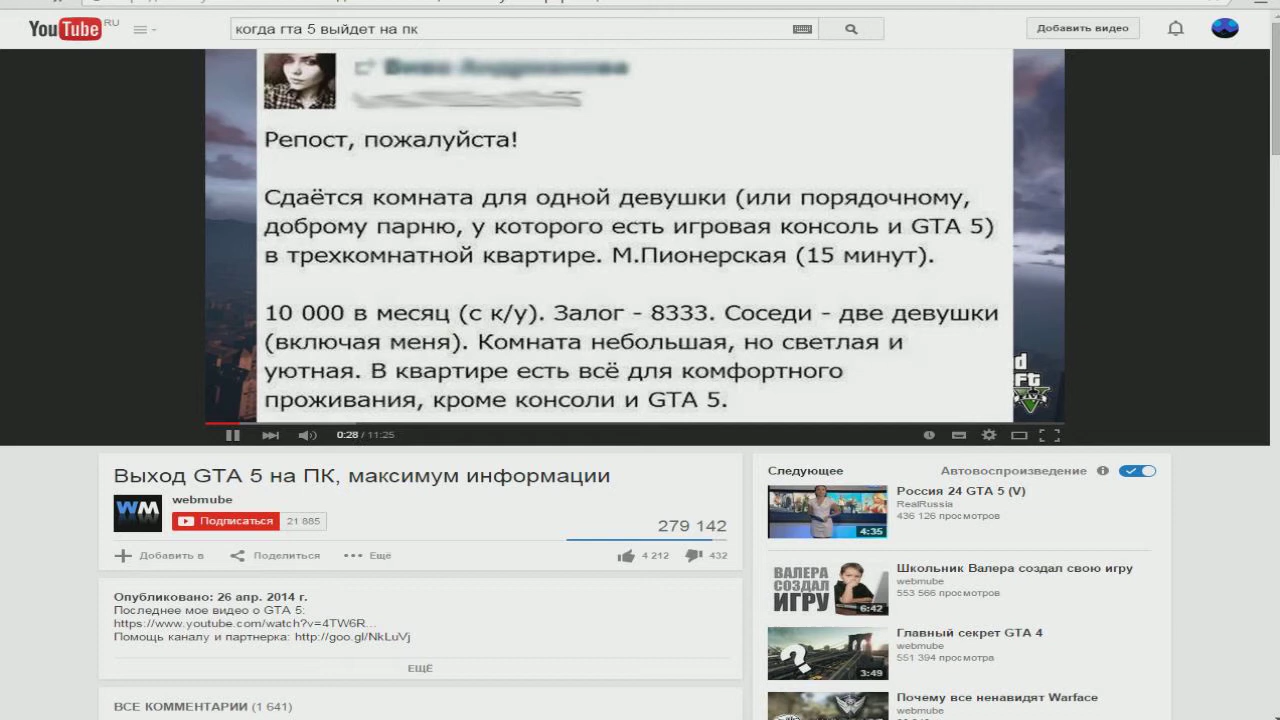 YouTube RU
когда гта 5 выйдет на пк
Добавить видео
Репост, пожалуйста!
Сдаётся комната для одной девушки (или порядочному,
доброму парню, у которого есть игровая консоль и GTA 5)
в трехкомнатной квартире. М.Пионерская (15 минут).
10 000 в месяц (с к/у). Залог - 8333. Соседи - две девушки
(включая меня). Комната небольшая, но светлая и
уютная. В квартире есть всё для комфортного
проживания, кроме консоли и GTA 5.
0:28 / 11:25
Выход GTA 5 на ПК, максимум информации
WM
webmube
Подписаться 21 885
279 142
Добавить в Поделиться Ещё
4 212 432
Опубликовано: 26 апр. 2014 г.
Последнее мое видео о GTA 5:
https://www.youtube.com/watch?v=4TW6R...
Помощь каналу и партнерка: http://goo.gl/NkLuVj
ЕЩЁ
ВСЕ КОММЕНТАРИИ (1 641)
Следующее Автовоспроизведение
Россия 24 GTA 5 (V)
RealRussia
436 126 просмотров
4:35
ВАЛЕРА
СОЗДАЛ
ИГРУ
6:42
Школьник Валера создал свою игру
webmube
553 566 просмотров
?
3:49
Главный секрет GTA 4
webmube
551 394 просмотра
Почему все ненавидят Warface
webmube